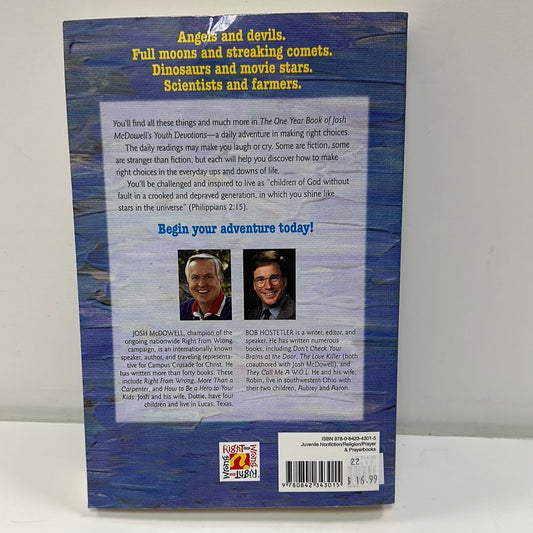 Angels and devils.
Full moons and streaking comets.
Dinosaurs and movie stars.
Scientists and farmers.
You'll find all these things and much more in The One Year Book of Josh
McDowell's Youth Devotions—a daily adventure in making right choices.
The daily readings may make you laugh or cry. Some are fiction, some
are stranger than fiction, but each will help you discover how to make
right choices in the everyday ups and downs of life.
You'll be challenged and inspired to live as "children of God without
fault in a crooked and depraved generation, in which you shine like
stars in the universe" (Philippians 2:15).
Begin your adventure today!
JOSH McDOWELL, champion of the
ongoing nationwide Right From Wrong
campaign, is an internationally known
speaker, author, and traveling representa-
tive for Campus Crusade for Christ. He
has written more than forty books. These
include Right From Wrong, More Than a
Carpenter, and How to Be a Hero to Your
Kids. Josh and his wife, Dottie, have four
children and live in Lucas, Texas.
BOB HOSTETLER is a writer, editor, and
speaker. He has written numerous
books, including Don't Check Your
Brains at the Door, The Love Killer (both
coauthored with Josh McDowell), and
They Call Me A.W.O.L. He and his wife,
Robin, live in southwestern Ohio with
their two children, Aubrey and Aaron.
Right from Wrong
Right from Wrong
ISBN 978-0-8423-4301-5
Juvenile Nonfiction/Religion/Prayer
& Prayerbooks
22
$ 16.99
9 780842 343015